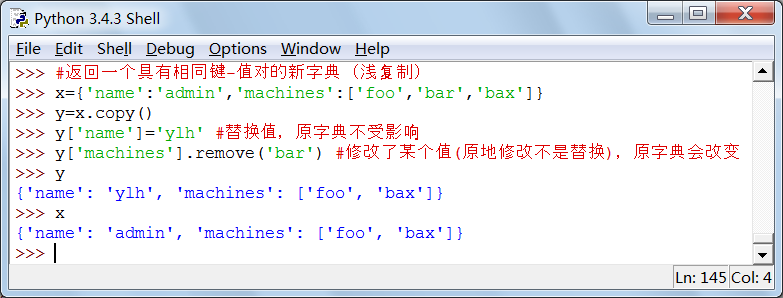 Python 3.4.3 Shell
File Edit Shell Debug Options Window Help
>>> #返回一个具有相同键-值对的新字典（浅复制）
>>> x={'name':'admin','machines':['foo','bar','bax']}
>>> y=x.copy()
>>> y['name']='ylh' #替换值，原字典不受影响
>>> y['machines'].remove('bar') #修改了某个值(原地修改不是替换)，原字典会改变
>>> y
{'name': 'ylh', 'machines': ['foo', 'bax']}
>>> x
{'name': 'admin', 'machines': ['foo', 'bax']}
>>>
Ln: 145 Col: 4